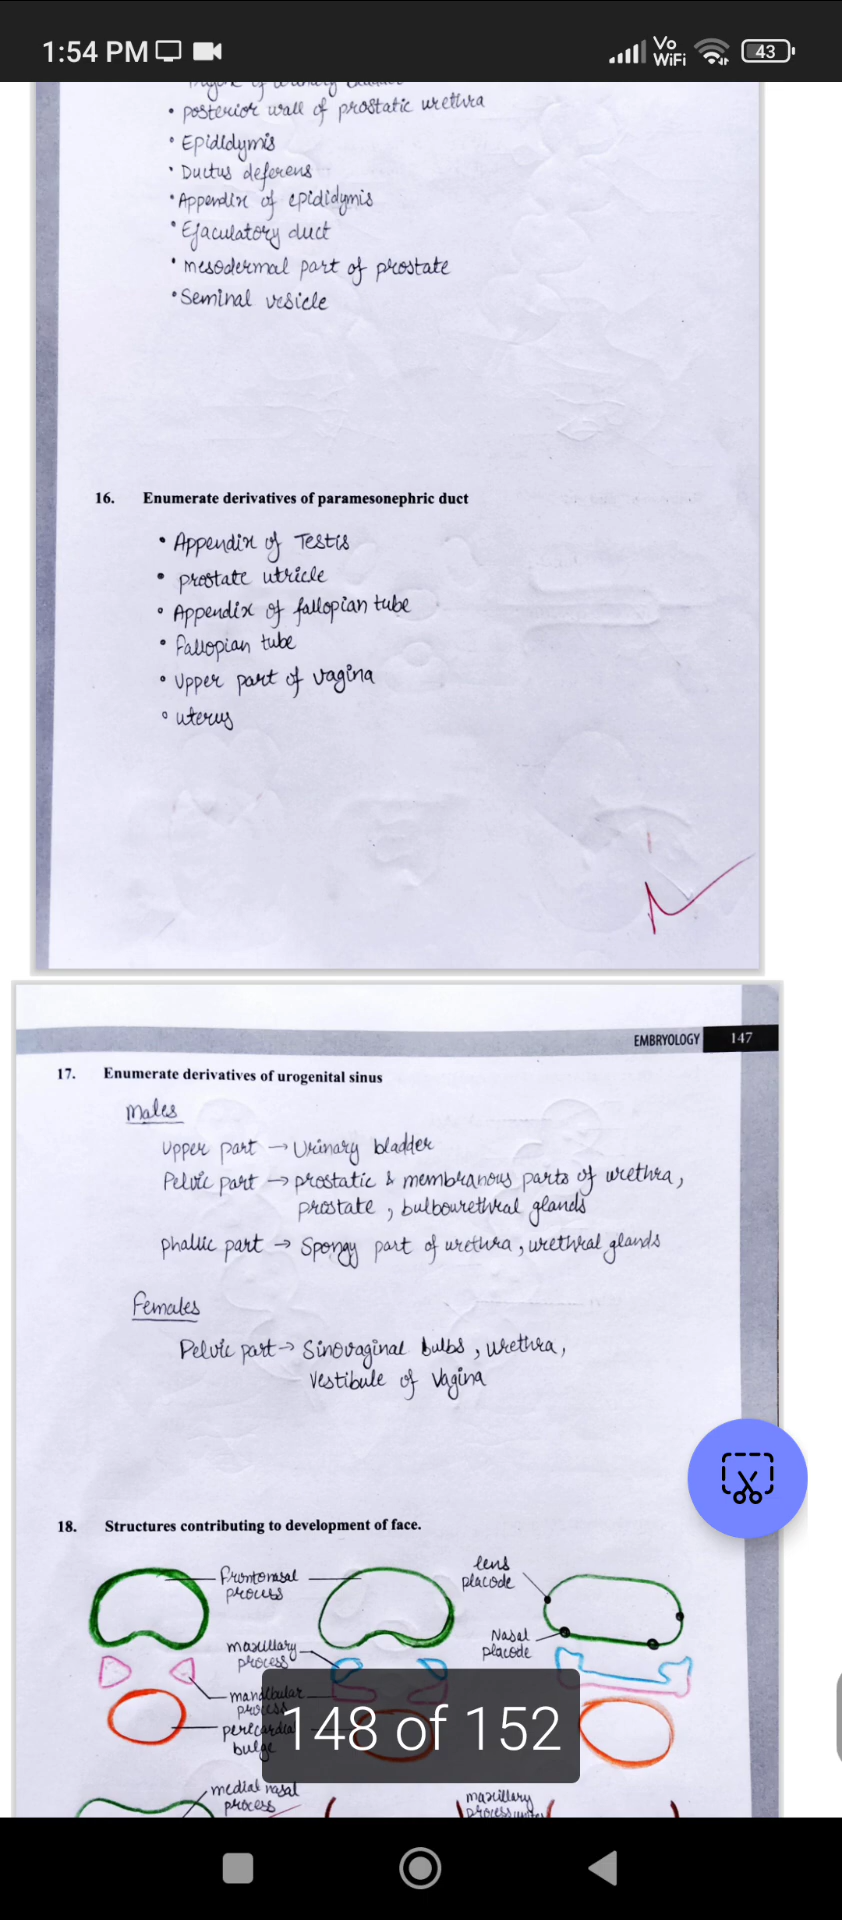 1:54 PM
Vo
WiFi
43
• posterior wall of prostatic urethra
• Epididymis
• Ductus deferens
• Appendix of epididymis
• Ejaculatory duct
• mesodermal part of prostate
• Seminal vesicle
16. Enumerate derivatives of paramesonephric duct
• Appendix of Testis
• prostate utricle
• Appendix of fallopian tube
• Fallopian tube
• Upper part of vagina
• uterus
EMBRYOLOGY 147
17. Enumerate derivatives of urogenital sinus
Males
Upper part → Urinary bladder
Pelvic part → prostatic & membranous parts of urethra,
prostate, bulbourethral glands
phallic part → Spongy part of urethra, urethral glands
Females
Pelvic part → Sinovaginal bulbs, urethra,
Vestibule of Vagina
18. Structures contributing to development of face.
frontonasal
process
lens
placode
Nasal
placode
maxillary
process
mandibular
process
pericardial
bulge
148 of 152
medial nasal
process
maxillary
process